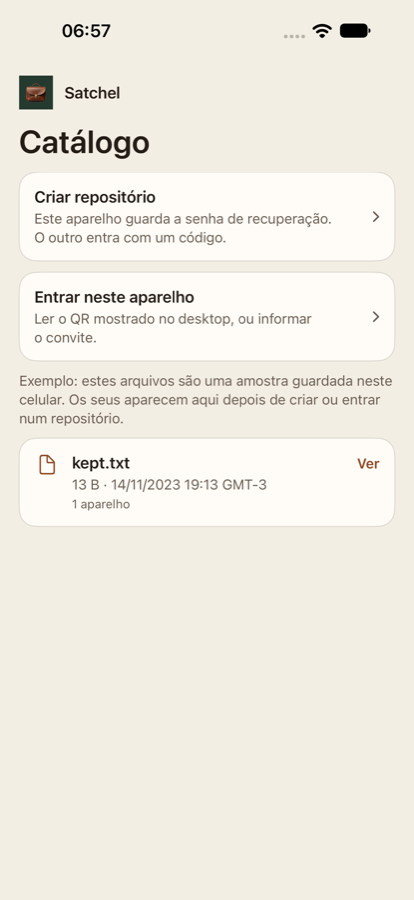 06:57
Satchel
Catálogo
Criar repositório
Este aparelho guarda a senha de recuperação.
O outro entra com um código.
Entrar neste aparelho
Ler o QR mostrado no desktop, ou informar
o convite.
Exemplo: estes arquivos são uma amostra guardada neste
celular. Os seus aparecem aqui depois de criar ou entrar
num repositório.
kept.txt
Ver
13 B · 14/11/2023 19:13 GMT-3
1 aparelho